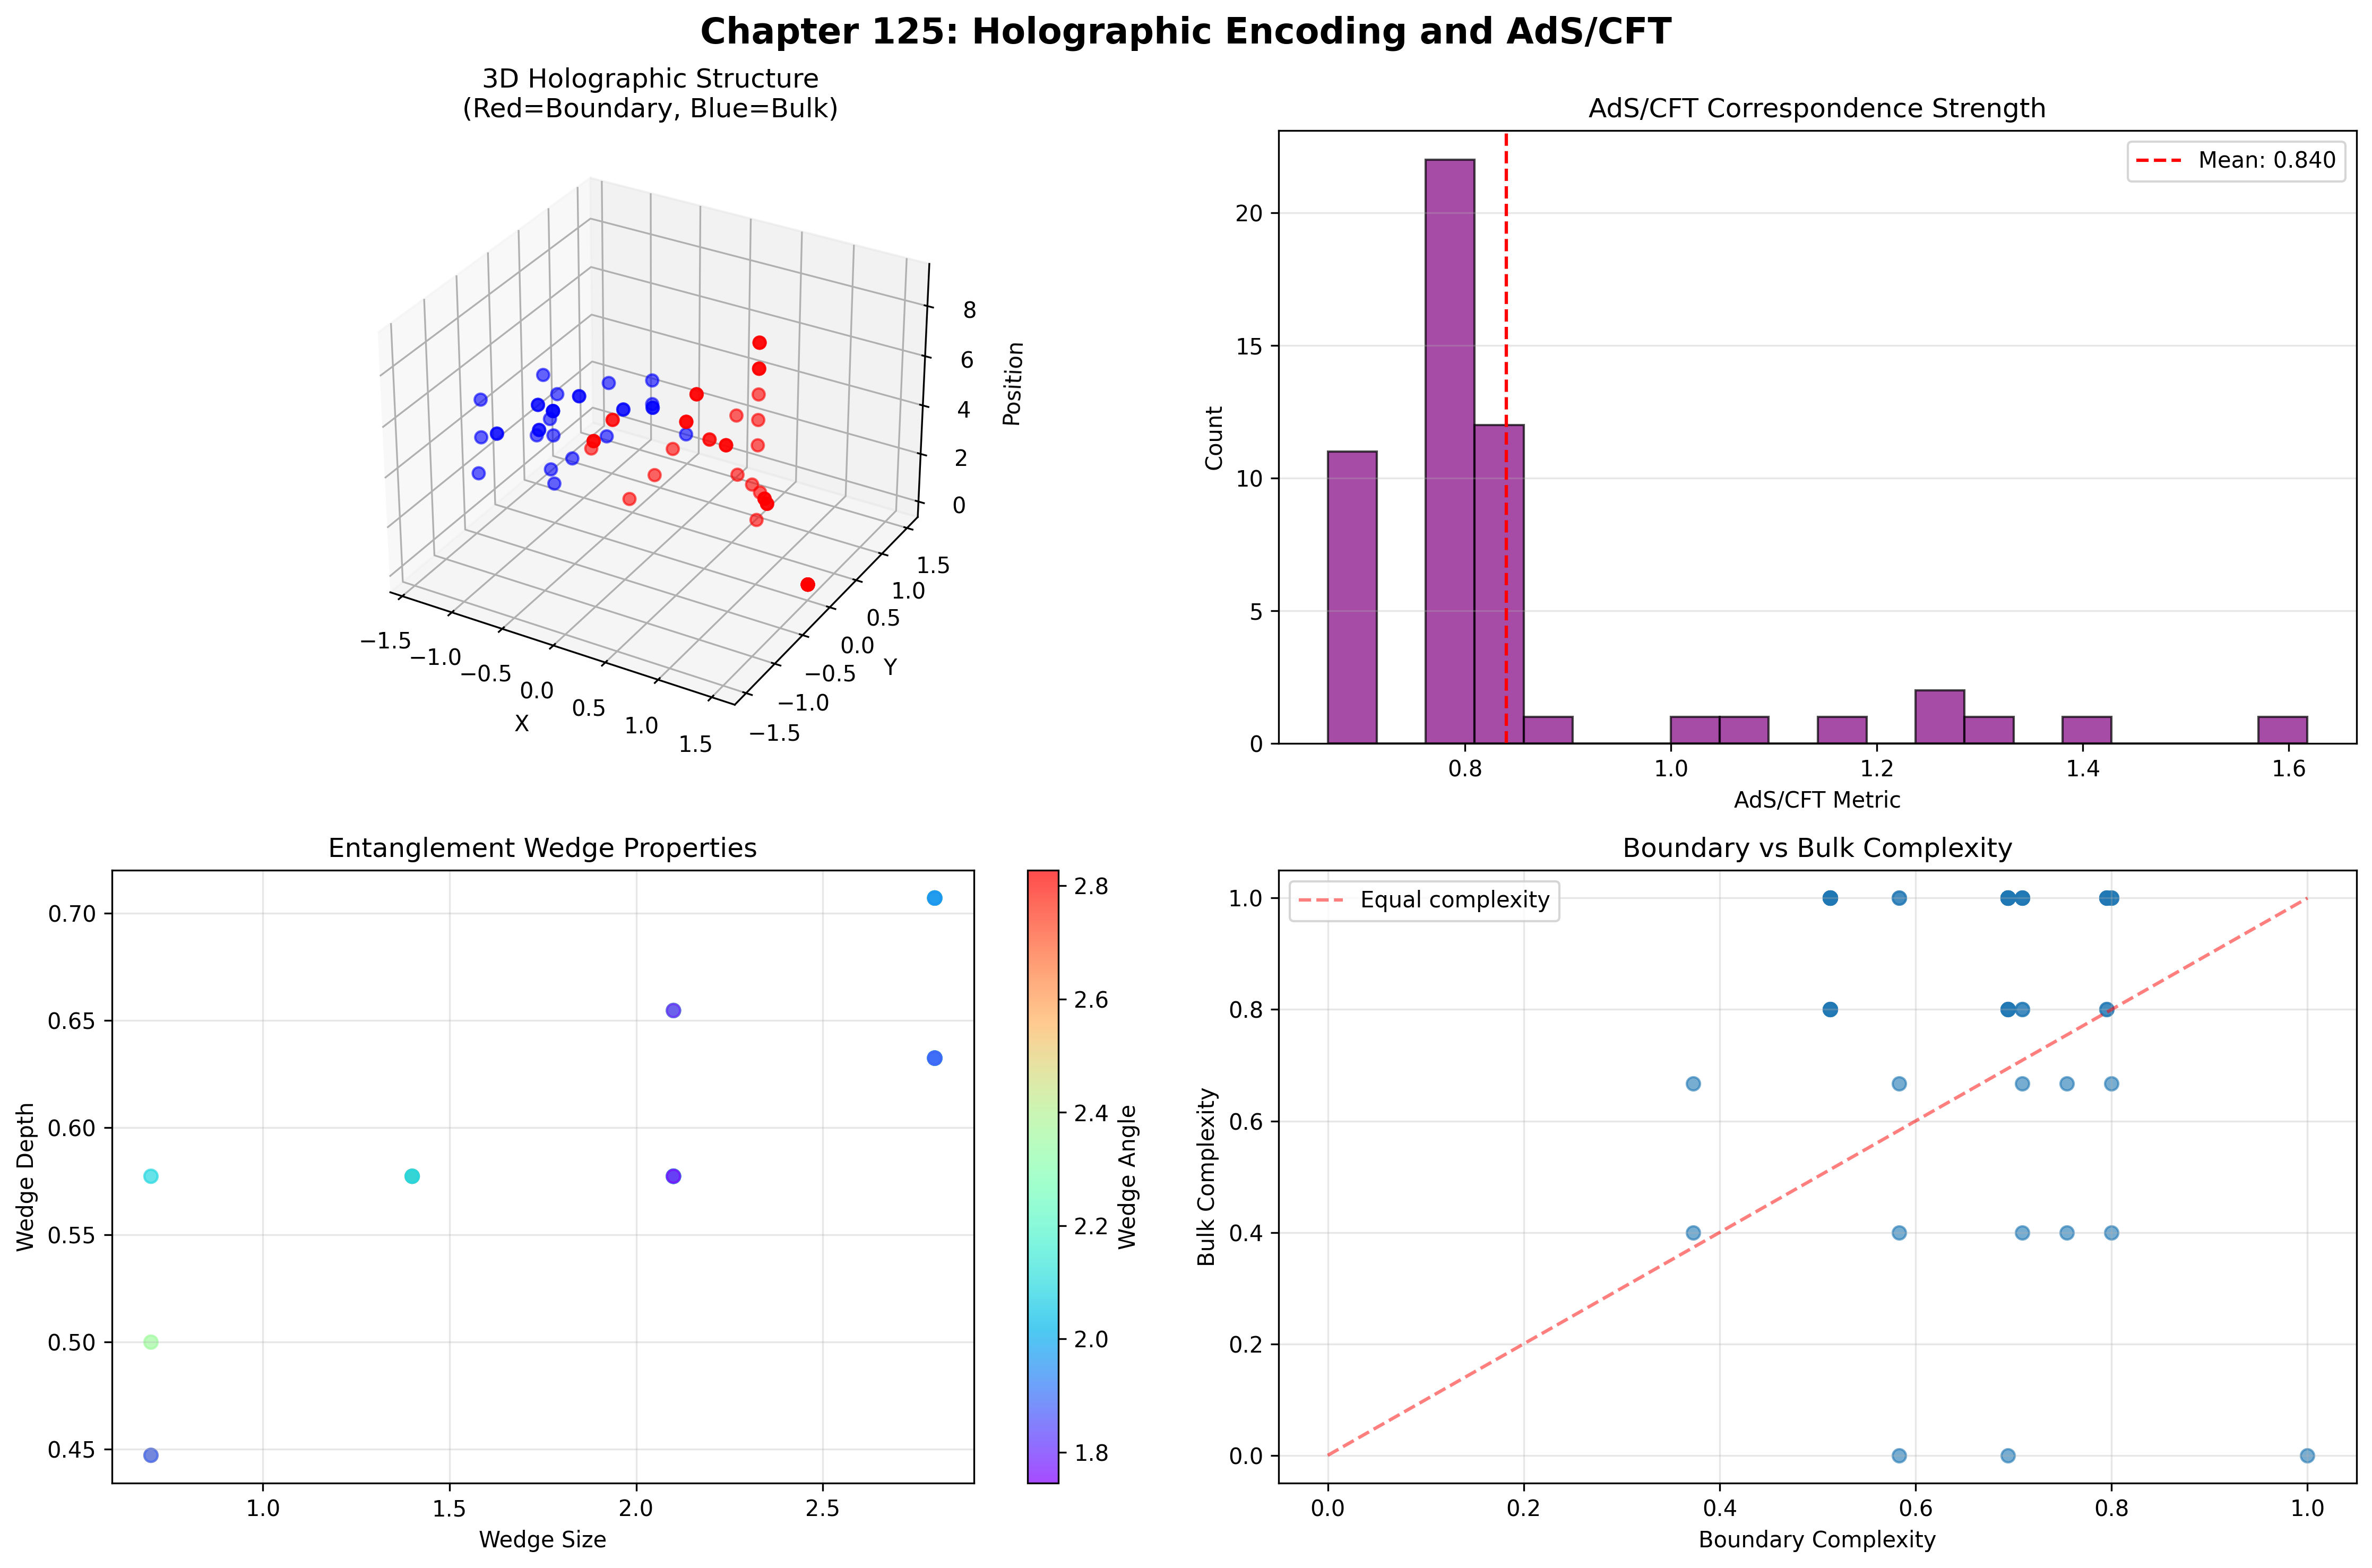 Chapter 125: Holographic Encoding and AdS/CFT
3D Holographic Structure
(Red=Boundary, Blue=Bulk)
8
6
4
2
0
Position
−1.5
−1.0
−0.5
0.0
0.5
1.0
1.5
X
1.5
1.0
0.5
0.0
−0.5
−1.0
−1.5
Y
AdS/CFT Correspondence Strength
Mean: 0.840
20
15
10
5
0
Count
0.8 1.0 1.2 1.4 1.6
AdS/CFT Metric
Entanglement Wedge Properties
0.70
0.65
0.60
0.55
0.50
0.45
Wedge Depth
1.0 1.5 2.0 2.5
Wedge Size
2.8
2.6
2.4
2.2
2.0
1.8
Wedge Angle
Boundary vs Bulk Complexity
Equal complexity
1.0
0.8
0.6
0.4
0.2
0.0
Bulk Complexity
0.0 0.2 0.4 0.6 0.8 1.0
Boundary Complexity